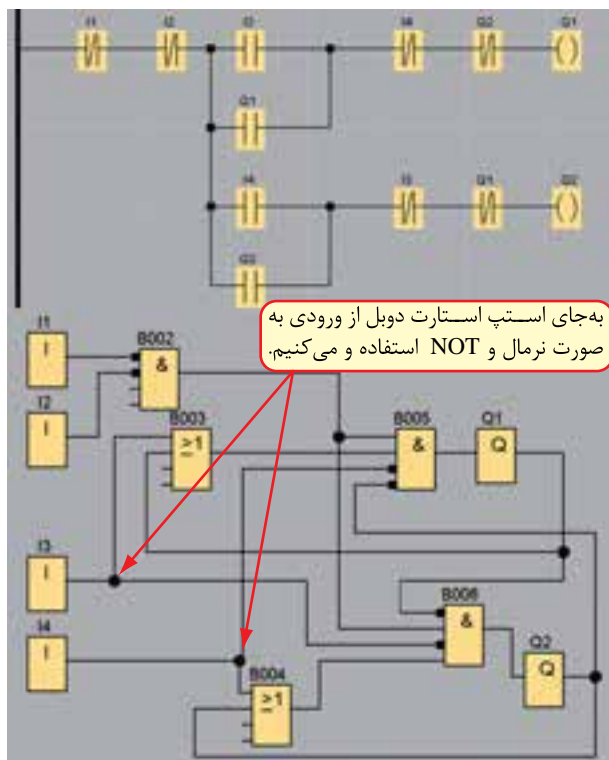 I1 I2 I3 I4 Q2 Q1
Q1
I4 I3 Q1 Q2
Q2
به‌جای استپ استارت دوبل از ورودی به
صورت نرمال و NOT استفاده و می‌کنیم.
I1
I
B002
&
I2
I
B003
≥1
B005
&
Q1
Q
I3
I
I4
I
B006
&
B004
≥1
Q2
Q